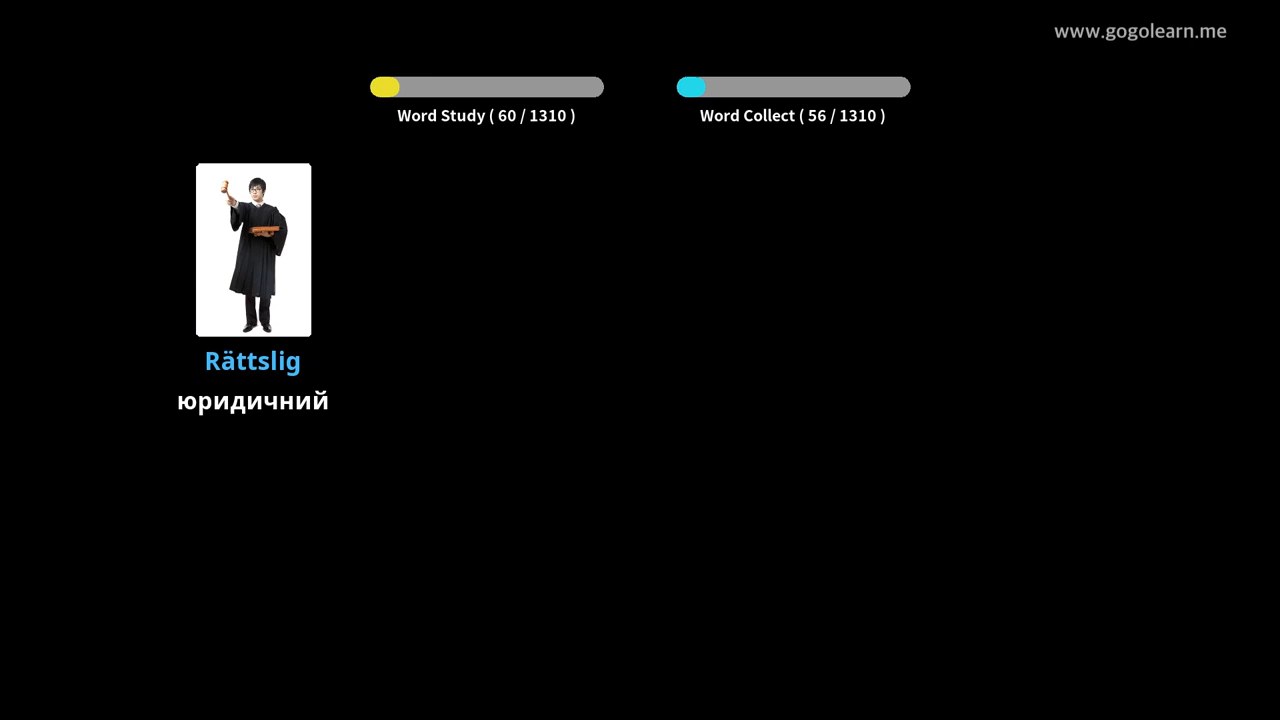 www.gogolearn.me
Word Study ( 60 / 1310 )
Word Collect ( 56 / 1310 )
Rättslig
юридичний